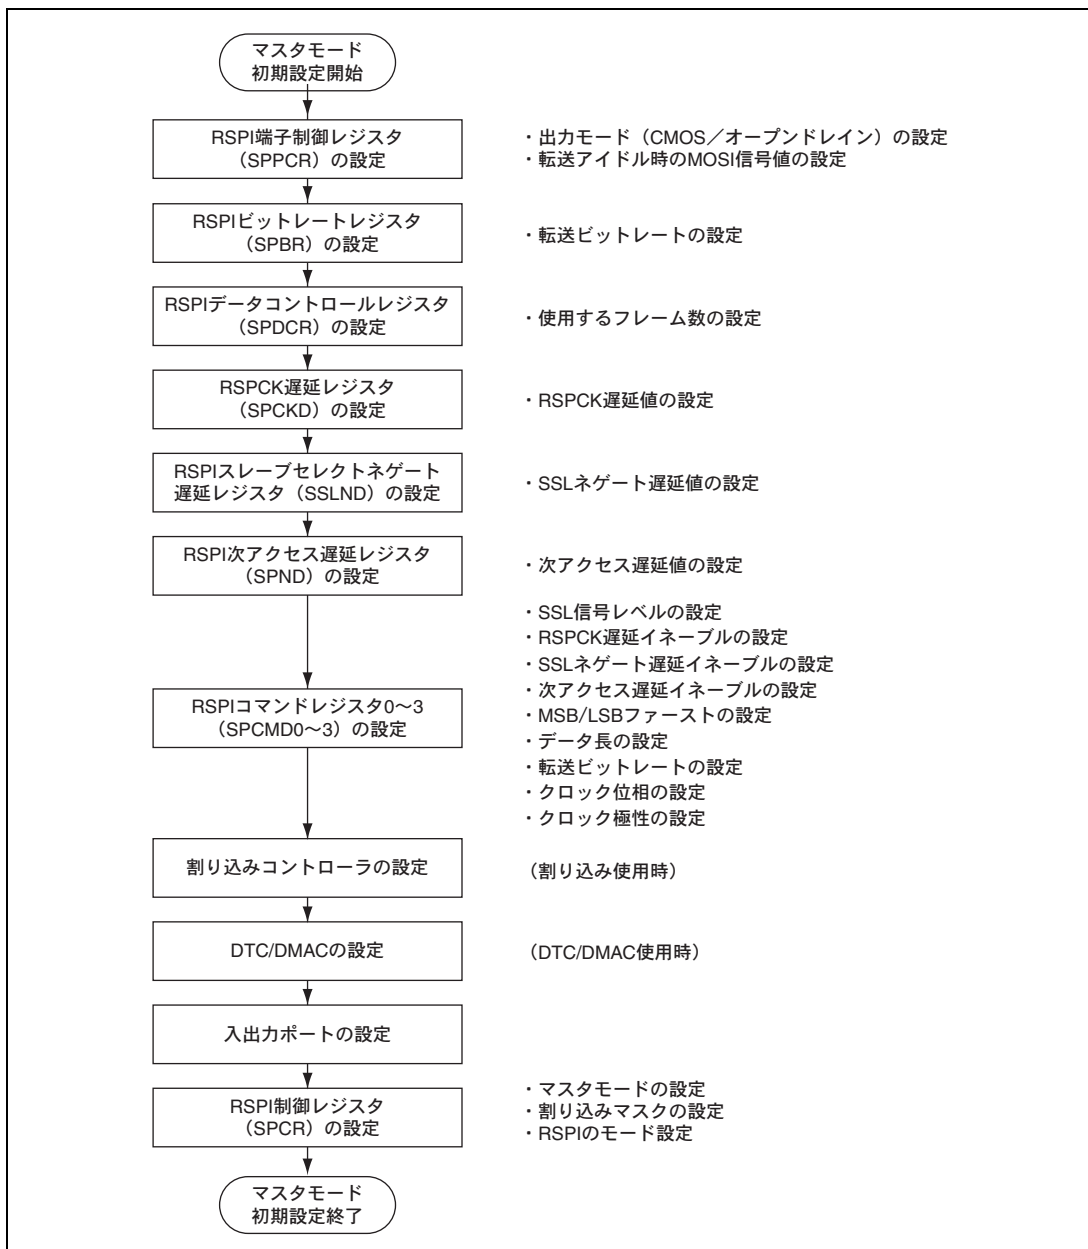 マスタモード
初期設定開始
RSPI端子制御レジスタ
（SPPCR）の設定
・出力モード（CMOS／オープンドレイン）の設定
・転送アイドル時のMOSI信号値の設定
RSPIビットレートレジスタ
（SPBR）の設定
・転送ビットレートの設定
RSPIデータコントロールレジスタ
（SPDCR）の設定
・使用するフレーム数の設定
RSPCK遅延レジスタ
（SPCKD）の設定
・RSPCK遅延値の設定
RSPIスレーブセレクトネゲート
遅延レジスタ（SSLND）の設定
・SSLネゲート遅延値の設定
RSPI次アクセス遅延レジスタ
（SPND）の設定
・次アクセス遅延値の設定
RSPIコマンドレジスタ0～3
（SPCMD0～3）の設定
・SSL信号レベルの設定
・RSPCK遅延イネーブルの設定
・SSLネゲート遅延イネーブルの設定
・次アクセス遅延イネーブルの設定
・MSB/LSBファーストの設定
・データ長の設定
・転送ビットレートの設定
・クロック位相の設定
・クロック極性の設定
割り込みコントローラの設定
（割り込み使用時）
DTC/DMACの設定
（DTC/DMAC使用時）
入出力ポートの設定
RSPI制御レジスタ
（SPCR）の設定
・マスタモードの設定
・割り込みマスクの設定
・RSPIのモード設定
マスタモード
初期設定終了